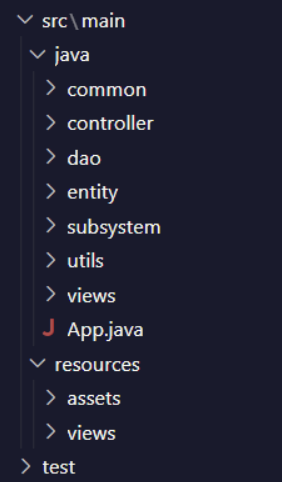 src\main
java
common
controller
dao
entity
subsystem
utils
views
J App.java
resources
assets
views
test